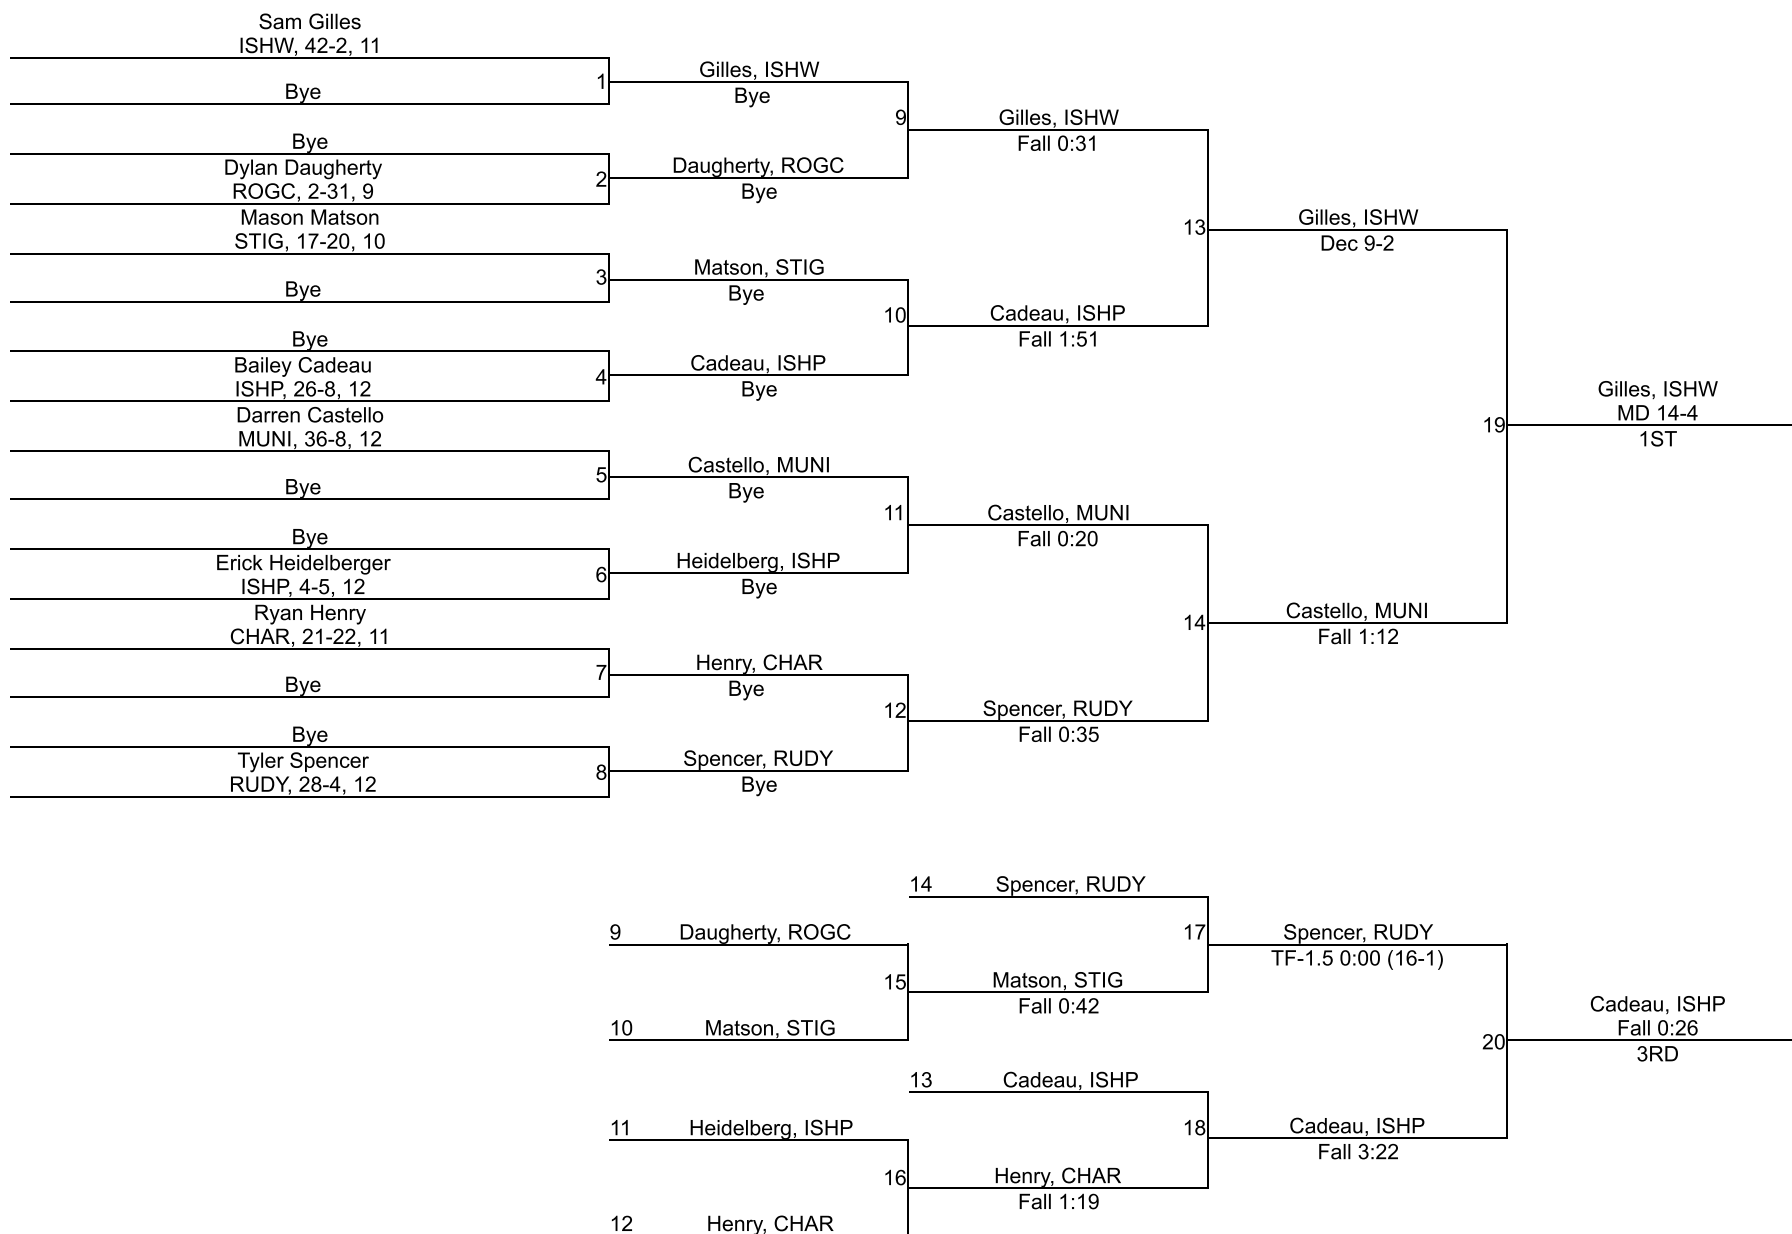 Sam Gilles
ISHW, 42-2, 11
Bye
1
Bye
Dylan Daugherty
ROGC, 2-31, 9
2
Mason Matson
STIG, 17-20, 10
Bye
3
Bye
Bailey Cadeau
ISHP, 26-8, 12
4
Darren Castello
MUNI, 36-8, 12
Bye
5
Bye
Erick Heidelberger
ISHP, 4-5, 12
6
Ryan Henry
CHAR, 21-22, 11
Bye
7
Bye
Tyler Spencer
RUDY, 28-4, 12
8
Gilles, ISHW
Bye
9
Daugherty, ROGC
Bye
Matson, STIG
Bye
10
Cadeau, ISHP
Bye
Castello, MUNI
Bye
11
Heidelberg, ISHP
Bye
Henry, CHAR
Bye
12
Spencer, RUDY
Bye
Gilles, ISHW
Fall 0:31
13
Cadeau, ISHP
Fall 1:51
Castello, MUNI
Fall 0:20
14
Spencer, RUDY
Fall 0:35
Gilles, ISHW
Dec 9-2
19
Castello, MUNI
Fall 1:12
Gilles, ISHW
MD 14-4
1ST
14 Spencer, RUDY
9 Daugherty, ROGC
15
10 Matson, STIG
Matson, STIG
Fall 0:42
17
Spencer, RUDY
TF-1.5 0:00 (16-1)
13 Cadeau, ISHP
11 Heidelberg, ISHP
16
12 Henry, CHAR
Henry, CHAR
Fall 1:19
18
Cadeau, ISHP
Fall 3:22
20
Cadeau, ISHP
Fall 0:26
3RD